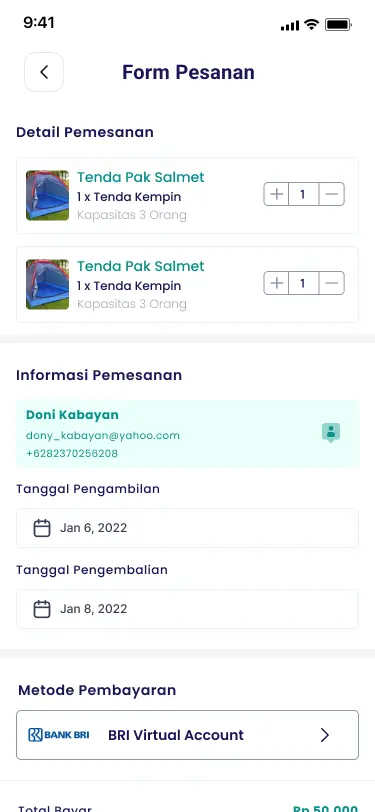 9:41
Form Pesanan
Detail Pemesanan
Tenda Pak Salmet
1 x Tenda Kempin
Kapasitas 3 Orang
1
Tenda Pak Salmet
1 x Tenda Kempin
Kapasitas 3 Orang
1
Informasi Pemesanan
Doni Kabayan
dony_kabayan@yahoo.com
+6282370256208
Tanggal Pengambilan
Jan 6, 2022
Tanggal Pengembalian
Jan 8, 2022
Metode Pembayaran
BANK BRI BRI Virtual Account
Total Bayar Rp 50.000